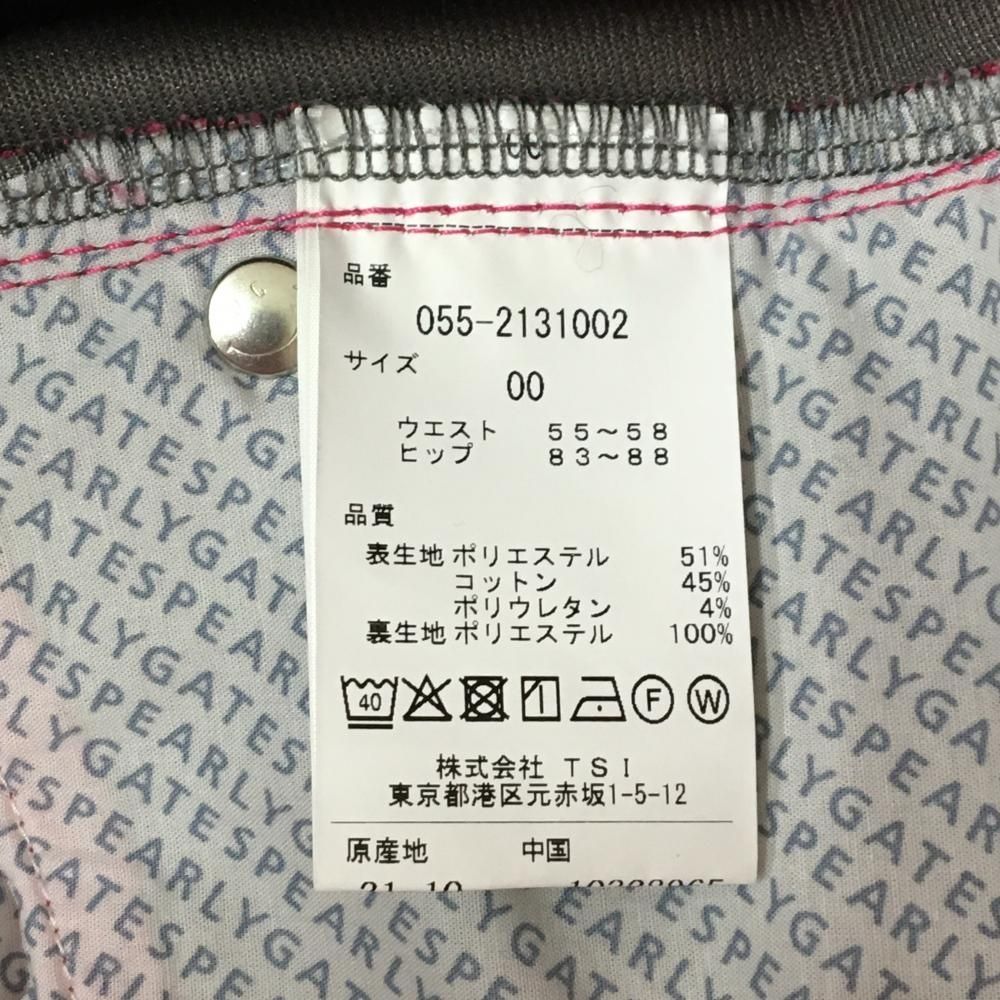 品番
055-2131002
サイズ
00
ウエスト 55～58
ヒップ 83～88
品質
表生地 ポリエステル 51%
コットン 45%
ポリウレタン 4%
裏生地 ポリエステル 100%
40 F W
株式会社 TSI
東京都港区元赤坂1-5-12
原産地 中国
PEARLYGATES